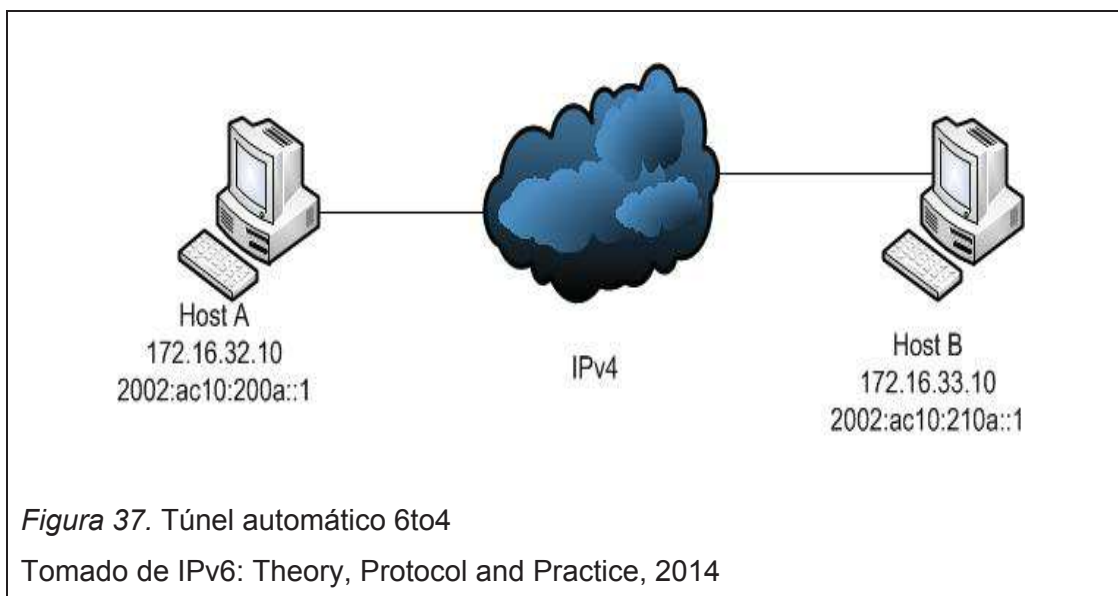 Host A
172.16.32.10
2002:ac10:200a::1
IPv4
Host B
172.16.33.10
2002:ac10:210a::1
Figura 37. Túnel automático 6to4
Tomado de IPv6: Theory, Protocol and Practice, 2014